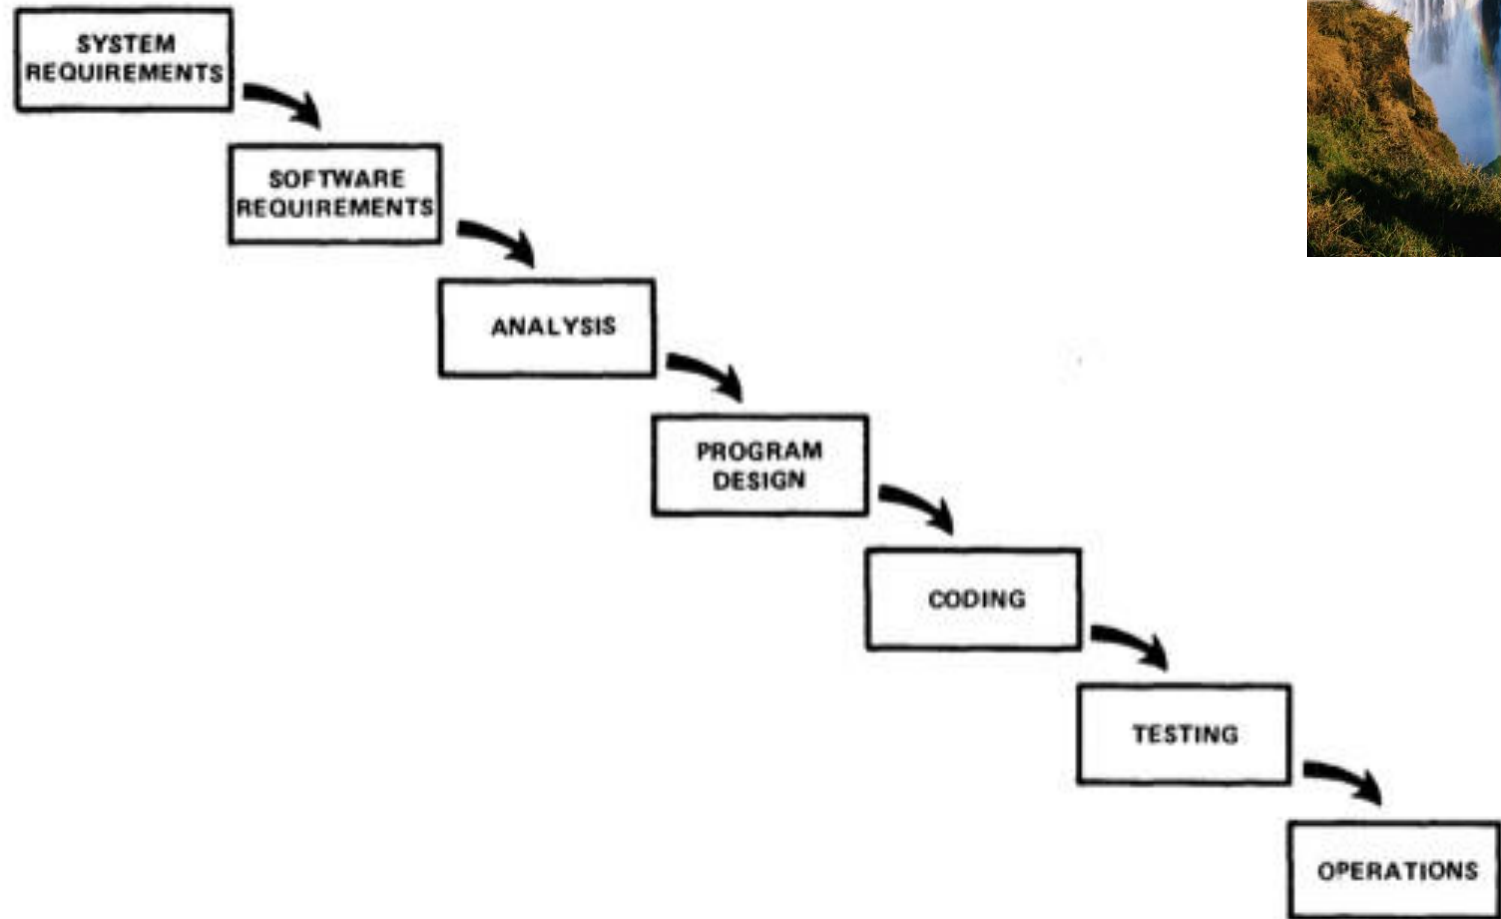 SYSTEM
REQUIREMENTS
SOFTWARE
REQUIREMENTS
ANALYSIS
PROGRAM
DESIGN
CODING
TESTING
OPERATIONS